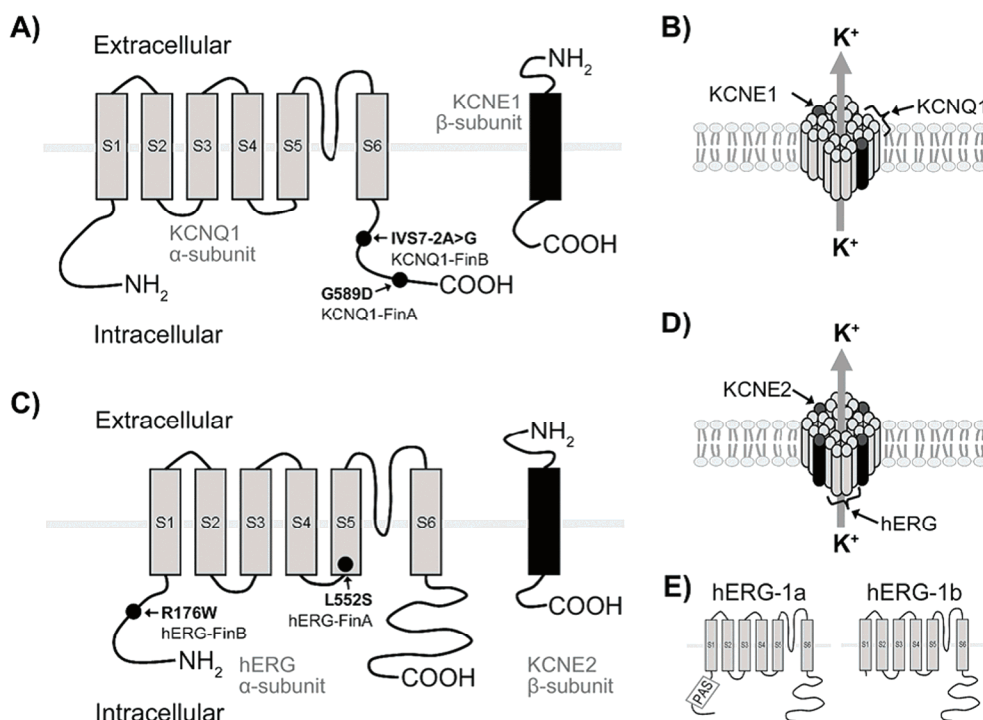 A)
Extracellular
NH2
KCNE1
β-subunit
S1
S2
S3
S4
S5
S6
KCNQ1
α-subunit
IVS7-2A>G
KCNQ1-FinB
COOH
NH2
G589D
KCNQ1-FinA
COOH
Intracellular
B)
K+
KCNE1
KCNQ1
K+
C)
Extracellular
NH2
S1
S2
S3
S4
S5
S6
R176W
hERG-FinB
L552S
hERG-FinA
COOH
NH2
hERG
α-subunit
COOH
KCNE2
β-subunit
Intracellular
D)
K+
KCNE2
hERG
K+
E)
hERG-1a
hERG-1b
S1
S2
S3
S4
S5
S6
S1
S2
S3
S4
S5
S6
PAS